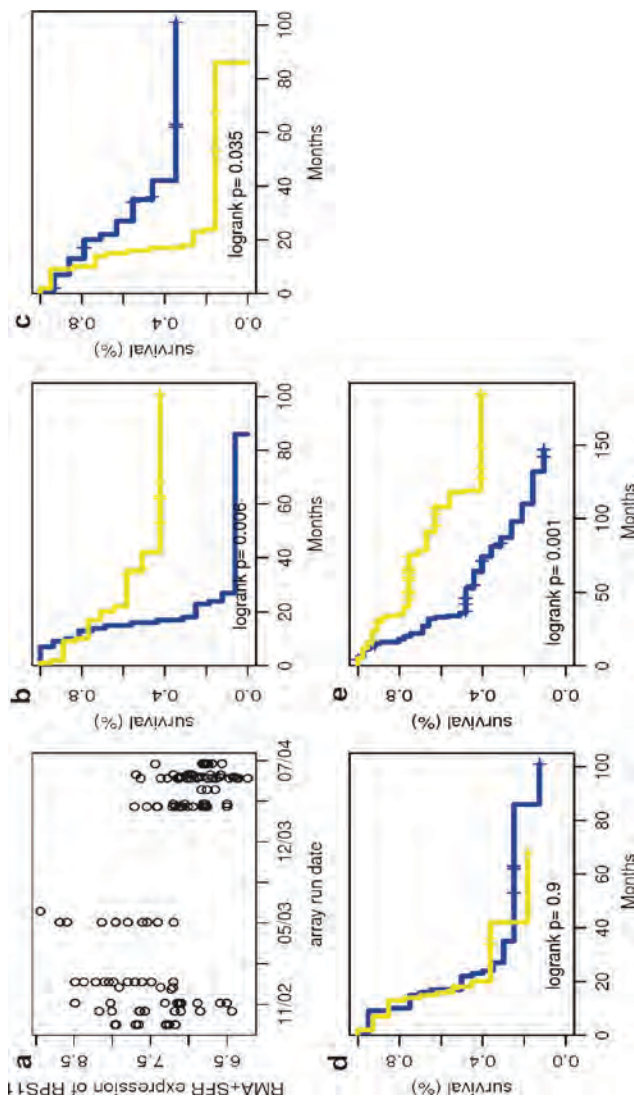 a
RMA+SFR expression of RPS11
8.5
7.5
6.5
11/02
05/03
12/03
07/04
array run date
b
survival (%)
0.8
0.4
0.0
logrank p= 0.006
0
20
40
60
80
100
Months
c
survival (%)
0.8
0.4
0.0
logrank p= 0.035
0
20
40
60
80
100
Months
d
survival (%)
0.8
0.4
0.0
logrank p= 0.9
0
20
40
60
80
100
Months
e
survival (%)
0.8
0.4
0.0
logrank p= 0.001
0
50
100
150
Months